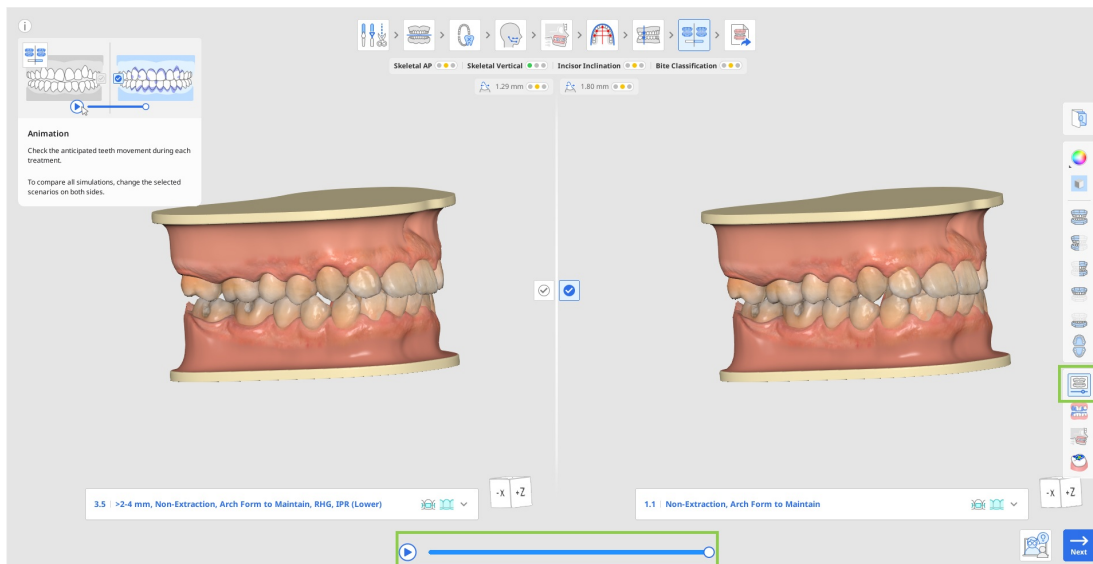 Skeletal AP
Skeletal Vertical
Incisor Inclination
Bite Classification
1.29 mm
1.80 mm
Animation
Check the anticipated teeth movement during each
treatment.
To compare all simulations, change the selected
scenarios on both sides.
3.5 | >2-4 mm, Non-Extraction, Arch Form to Maintain, RHG, IPR (Lower)
-X +Z
1.1 | Non-Extraction, Arch Form to Maintain
-X +Z
Next